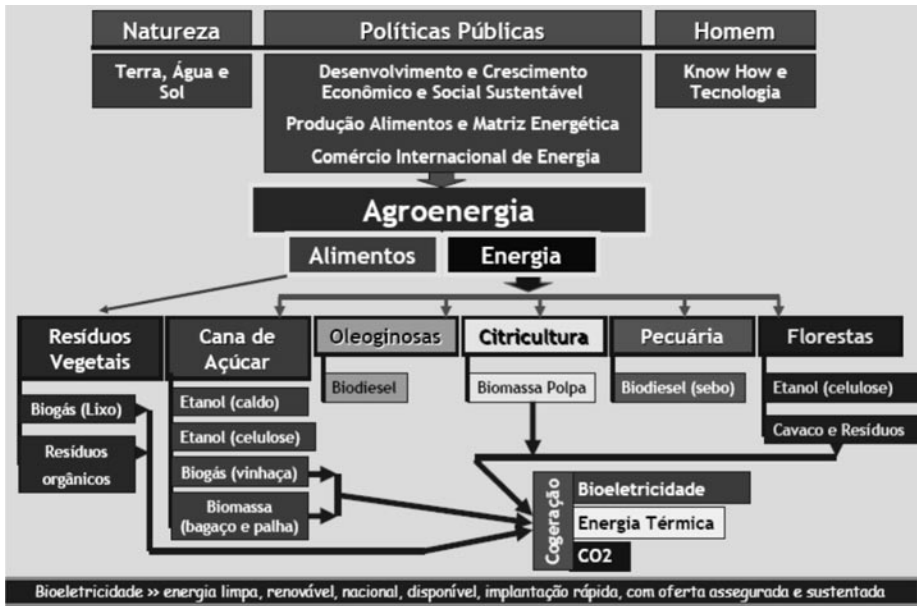 Natureza
Políticas Públicas
Homem
Terra, Água e
Sol
Desenvolvimento e Crescimento
Econômico e Social Sustentável
Produção Alimentos e Matriz Energética
Comércio Internacional de Energia
Know How e
Tecnologia
Agroenergia
Alimentos
Energia
Resíduos
Vegetais
Cana de
Açúcar
Oleoginosas
Citricultura
Pecuária
Florestas
Biogás (Lixo)
Resíduos
orgânicos
Etanol (caldo)
Etanol (celulose)
Biogás (vinhaça)
Biomassa
(bagaço e palha)
Biodiesel
Biomassa Polpa
Biodiesel (sebo)
Etanol (celulose)
Cavaco e Resíduos
Cogeração
Bioeletricidade
Energia Térmica
CO2
Bioeletricidade >> energia limpa, renovável, nacional, disponível, implantação rápida, com oferta assegurada e sustentada